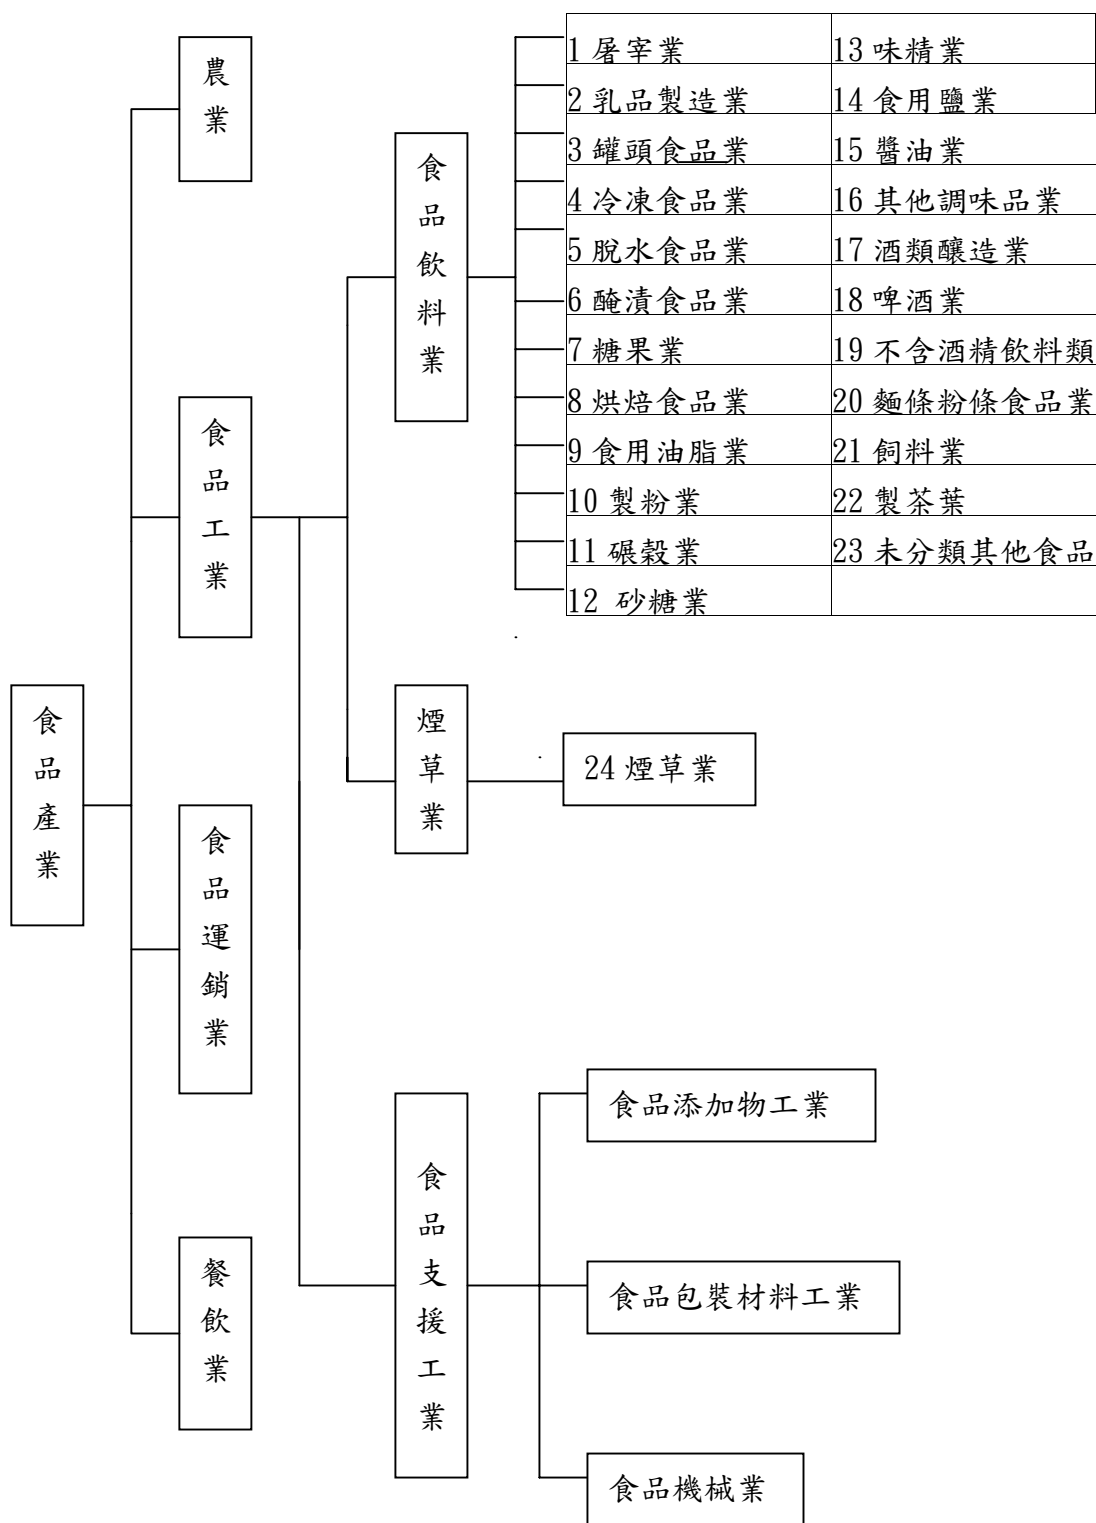 食品產業
農業
食品工業
食品運銷業
餐飲業
食品飲料業
煙草業
食品支援工業
1 屠宰業
13 味精業
2 乳品製造業
14 食用鹽業
3 罐頭食品業
15 醬油業
4 冷凍食品業
16 其他調味品業
5 脫水食品業
17 酒類釀造業
6 醃漬食品業
18 啤酒業
7 糖果業
19 不含酒精飲料類
8 烘焙食品業
20 麵條粉條食品業
9 食用油脂業
21 飼料業
10 製粉業
22 製茶葉
11 碾穀業
23 未分類其他食品
12 砂糖業
24 煙草業
食品添加物工業
食品包裝材料工業
食品機械業